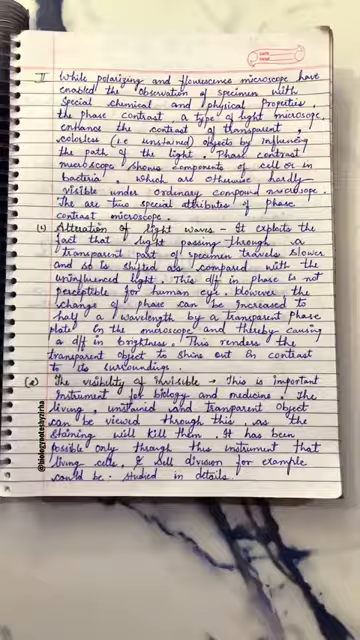 DATE
PAGE
II While polarizing and flourescence microscope have
enabled the observation of specimen with
special chemical and physical properties,
the phase contrast, a type of light microscope,
enhance the contrast of transparent,
colorless (i.e unstained) objects by influencing
the path of the light. Phase contrast
microscope shows components of cell or in
bacteria, which are otherwise hardly
visible under ordinary compound microscope.
The are two special attributes of phase
contrast microscope.
(1) Alteration of light waves - It exploits the
fact that light passing through a
transparent part of specimen travels slower
and so is shifted as compared with the
uninfluenced light. This diff in phase is not
perceptible for human eye. However the
change of phase can be increased to
half a wavelength by a transparent phase
plate in the microscope and thereby causing
a diff in brightness. This renders the
transparent object to shine out in contrast
to its surroundings.
(2) The visibility of invisible → This is important
instrument for biology and medicine. The
living, unstained and transparent object
can be viewed through this, as the
staining will kill them. It has been
possible only through this instrument that
living cells, & sell division for example
could be studied in details.
@biologynotesbyisha